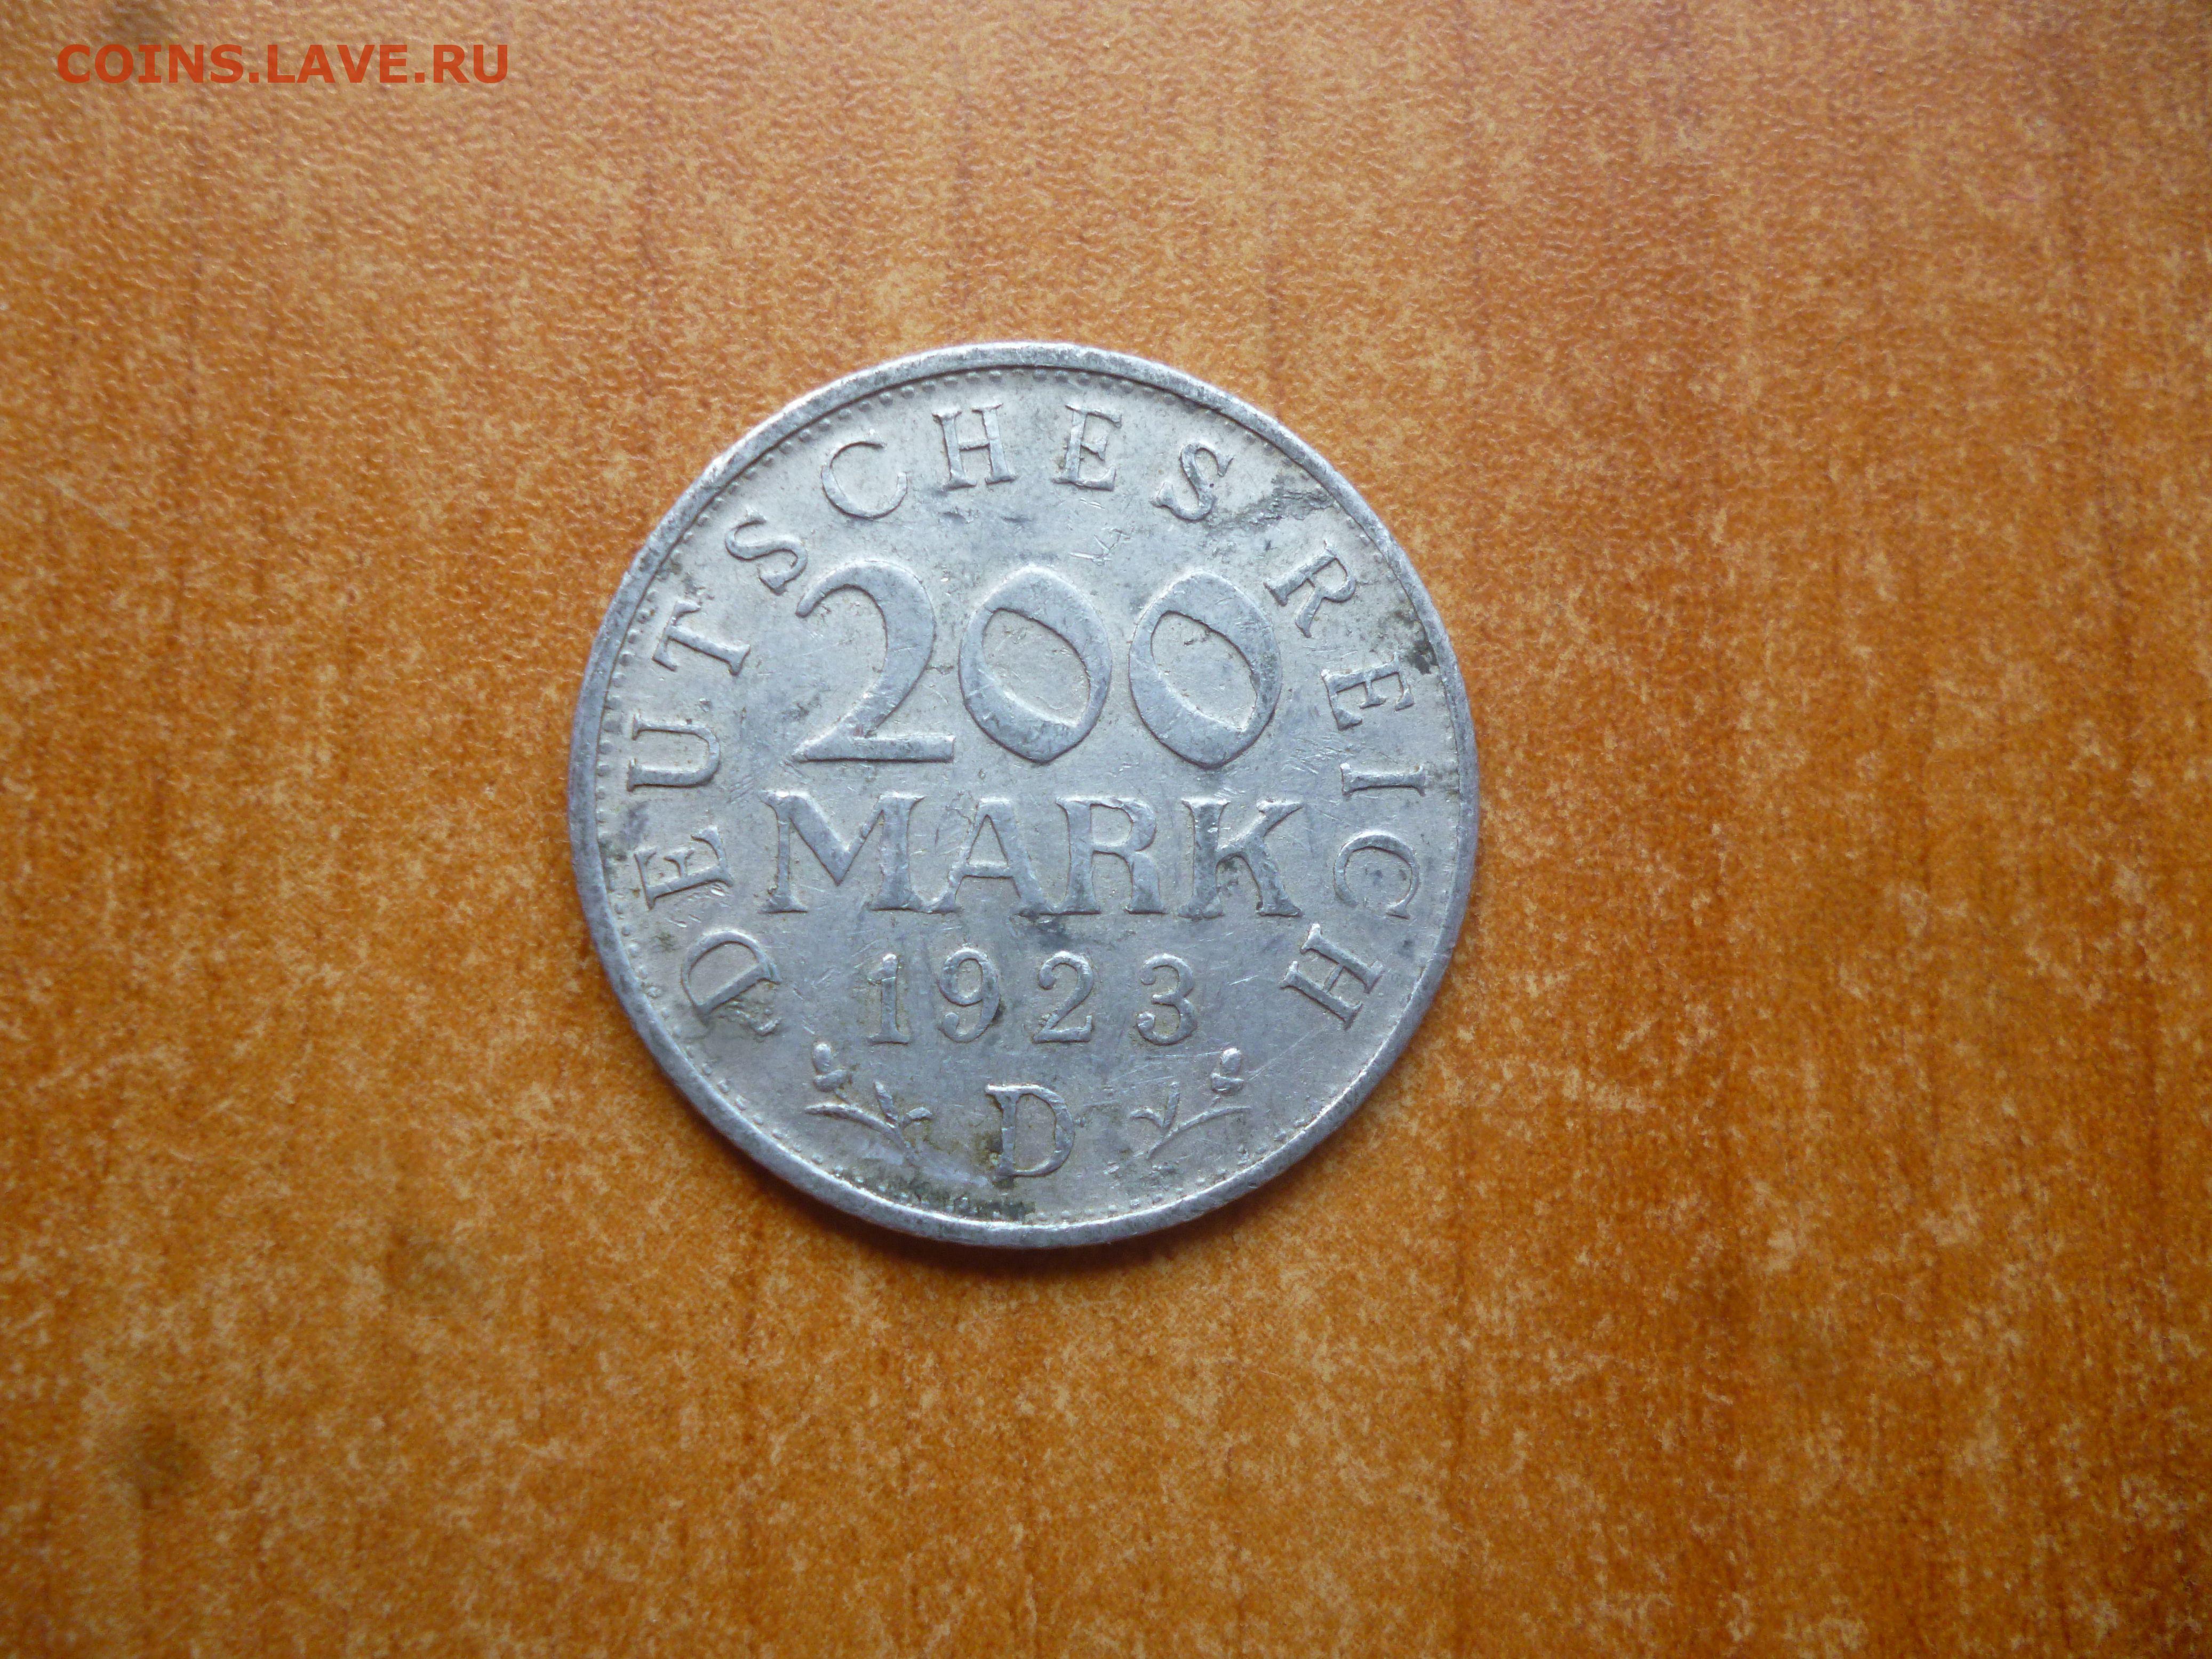 COINS.LAVE.RU
DEUTSCHES REICH
200
MARK
1923
D